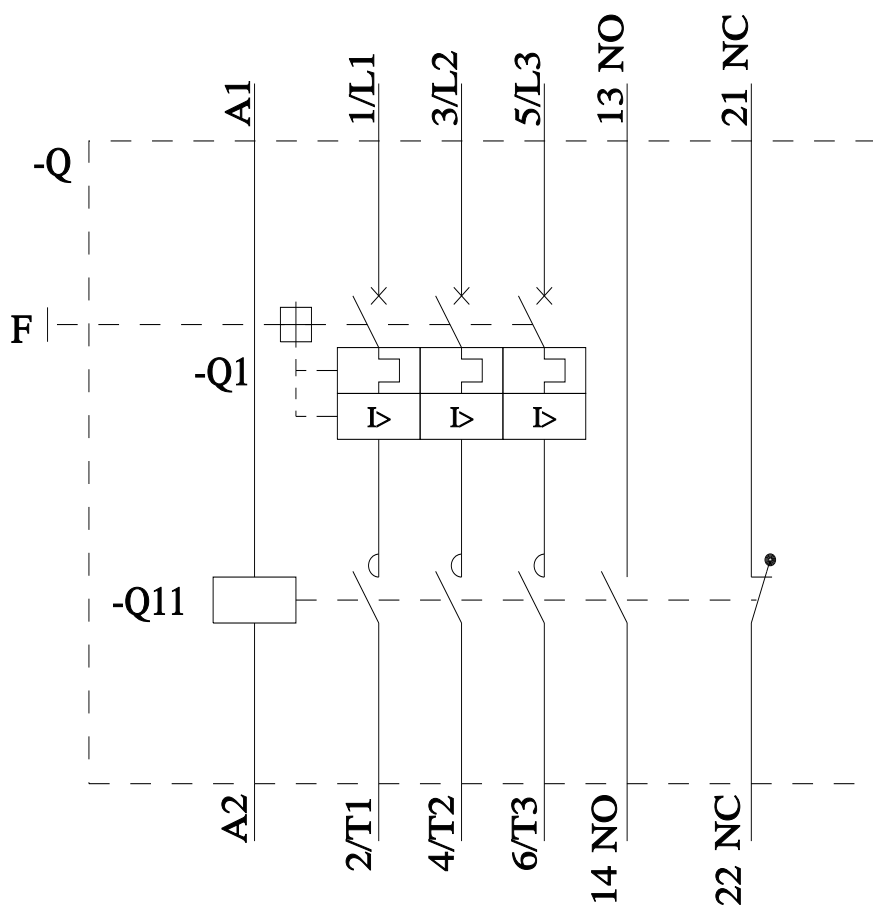 A1
1/L1
3/L2
5/L3
13 NO
21 NC
-Q
F
-Q1
I>
I>
I>
-Q11
A2
2/T1
4/T2
6/T3
14 NO
22 NC